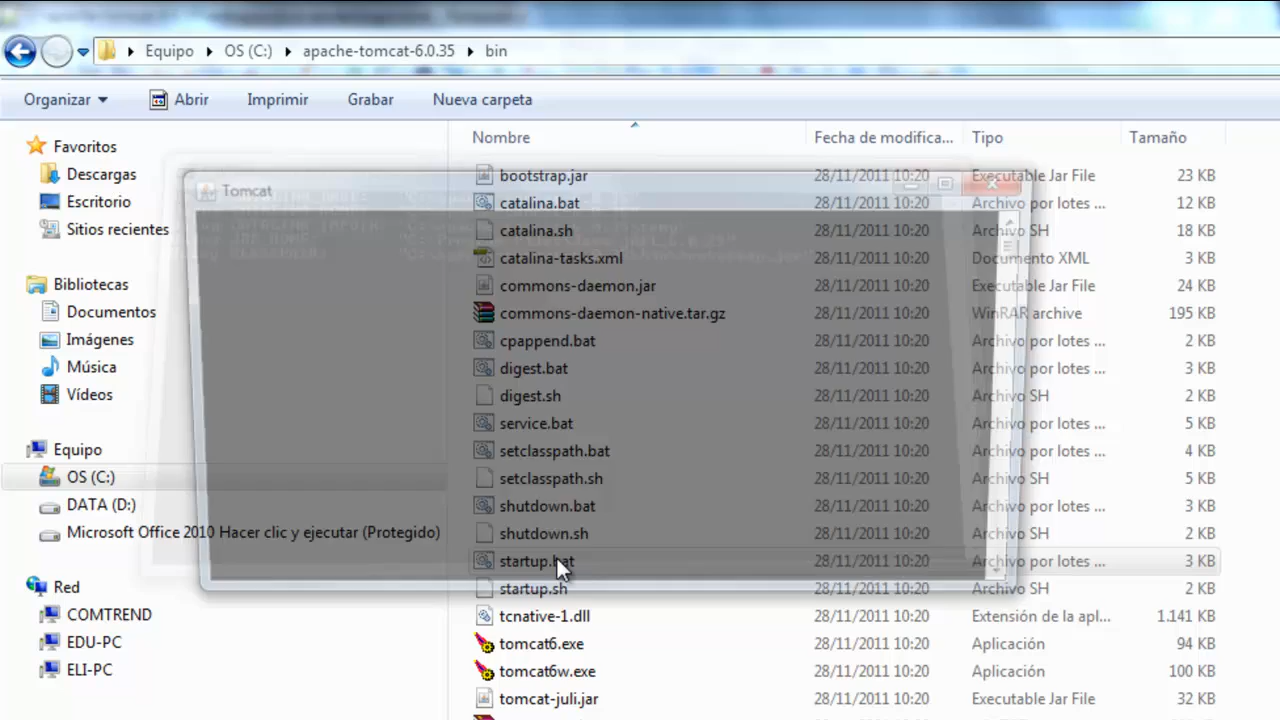 Equipo OS (C:) apache-tomcat-6.0.35 bin
Organizar Abrir Imprimir Grabar Nueva carpeta
Favoritos
Descargas
Escritorio
Sitios recientes
Bibliotecas
Documentos
Imágenes
Música
Vídeos
Equipo
OS (C:)
DATA (D:)
Microsoft Office 2010 Hacer clic y ejecutar (Protegido)
Red
COMTREND
EDU-PC
ELI-PC
Tomcat
Nombre Fecha de modifica... Tipo Tamaño
bootstrap.jar 28/11/2011 10:20 Executable Jar File 23 KB
catalina.bat 28/11/2011 10:20 Archivo por lotes ... 12 KB
catalina.sh 28/11/2011 10:20 Archivo SH 18 KB
catalina-tasks.xml 28/11/2011 10:20 Documento XML 3 KB
commons-daemon.jar 28/11/2011 10:20 Executable Jar File 24 KB
commons-daemon-native.tar.gz 28/11/2011 10:20 WinRAR archive 195 KB
cpappend.bat 28/11/2011 10:20 Archivo por lotes ... 2 KB
digest.bat 28/11/2011 10:20 Archivo por lotes ... 3 KB
digest.sh 28/11/2011 10:20 Archivo SH 2 KB
service.bat 28/11/2011 10:20 Archivo por lotes ... 5 KB
setclasspath.bat 28/11/2011 10:20 Archivo por lotes ... 4 KB
setclasspath.sh 28/11/2011 10:20 Archivo SH 5 KB
shutdown.bat 28/11/2011 10:20 Archivo por lotes ... 3 KB
shutdown.sh 28/11/2011 10:20 Archivo SH 2 KB
startup.bat 28/11/2011 10:20 Archivo por lotes ... 3 KB
startup.sh 28/11/2011 10:20 Archivo SH 2 KB
tcnative-1.dll 28/11/2011 10:20 Extensión de la apl... 1.141 KB
tomcat6.exe 28/11/2011 10:20 Aplicación 94 KB
tomcat6w.exe 28/11/2011 10:20 Aplicación 100 KB
tomcat-juli.jar 28/11/2011 10:20 Executable Jar File 32 KB